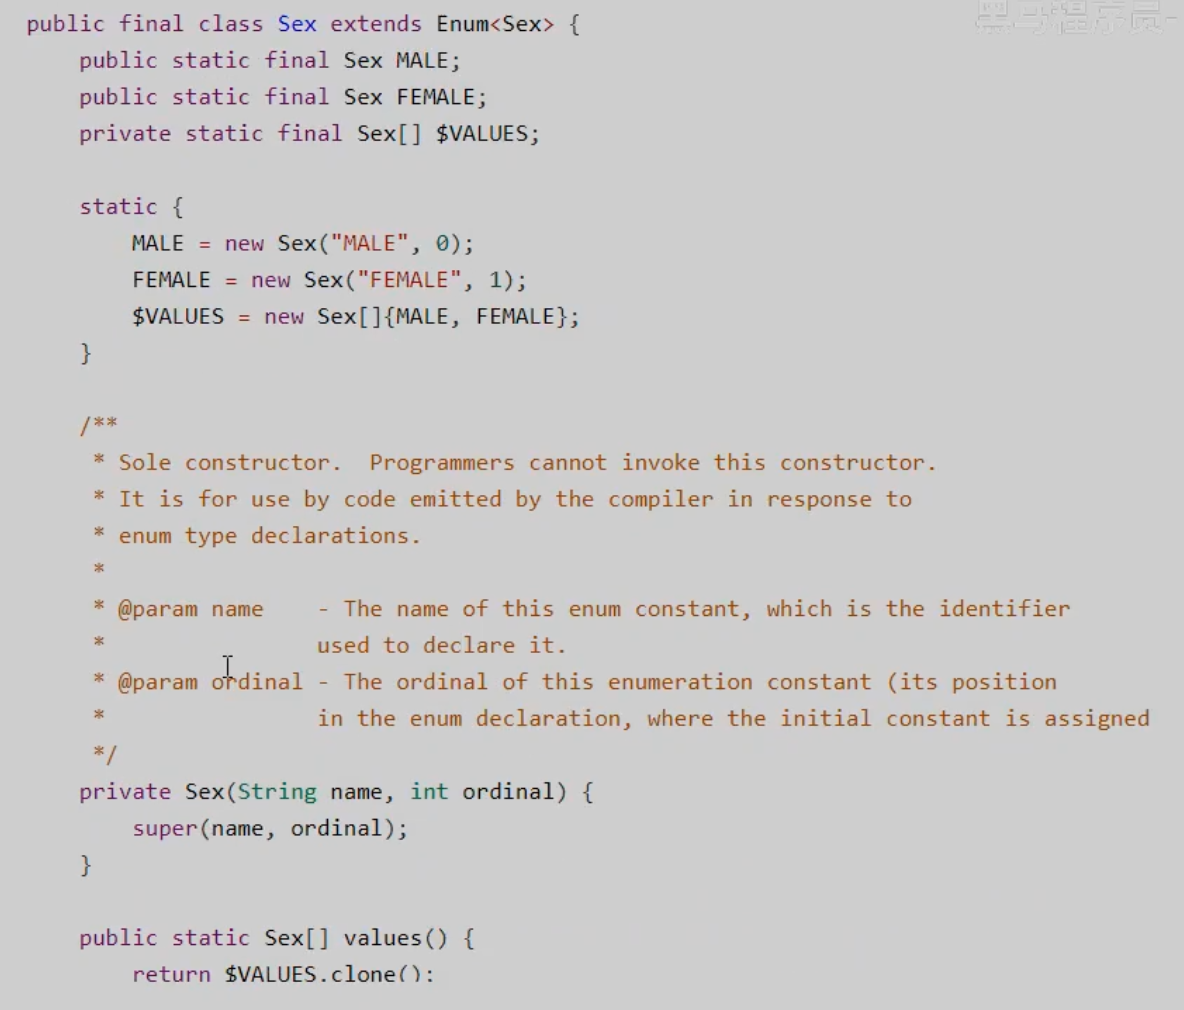 黑马程序员-
public final class Sex extends Enum<Sex> {
    public static final Sex MALE;
    public static final Sex FEMALE;
    private static final Sex[] $VALUES;

    static {
        MALE = new Sex("MALE", 0);
        FEMALE = new Sex("FEMALE", 1);
        $VALUES = new Sex[]{MALE, FEMALE};
    }

    /**
     * Sole constructor.  Programmers cannot invoke this constructor.
     * It is for use by code emitted by the compiler in response to
     * enum type declarations.
     *
     * @param name    - The name of this enum constant, which is the identifier
     *                used to declare it.
     * @param ordinal - The ordinal of this enumeration constant (its position
     *                in the enum declaration, where the initial constant is assigned
     */
    private Sex(String name, int ordinal) {
        super(name, ordinal);
    }

    public static Sex[] values() {
        return $VALUES.clone();